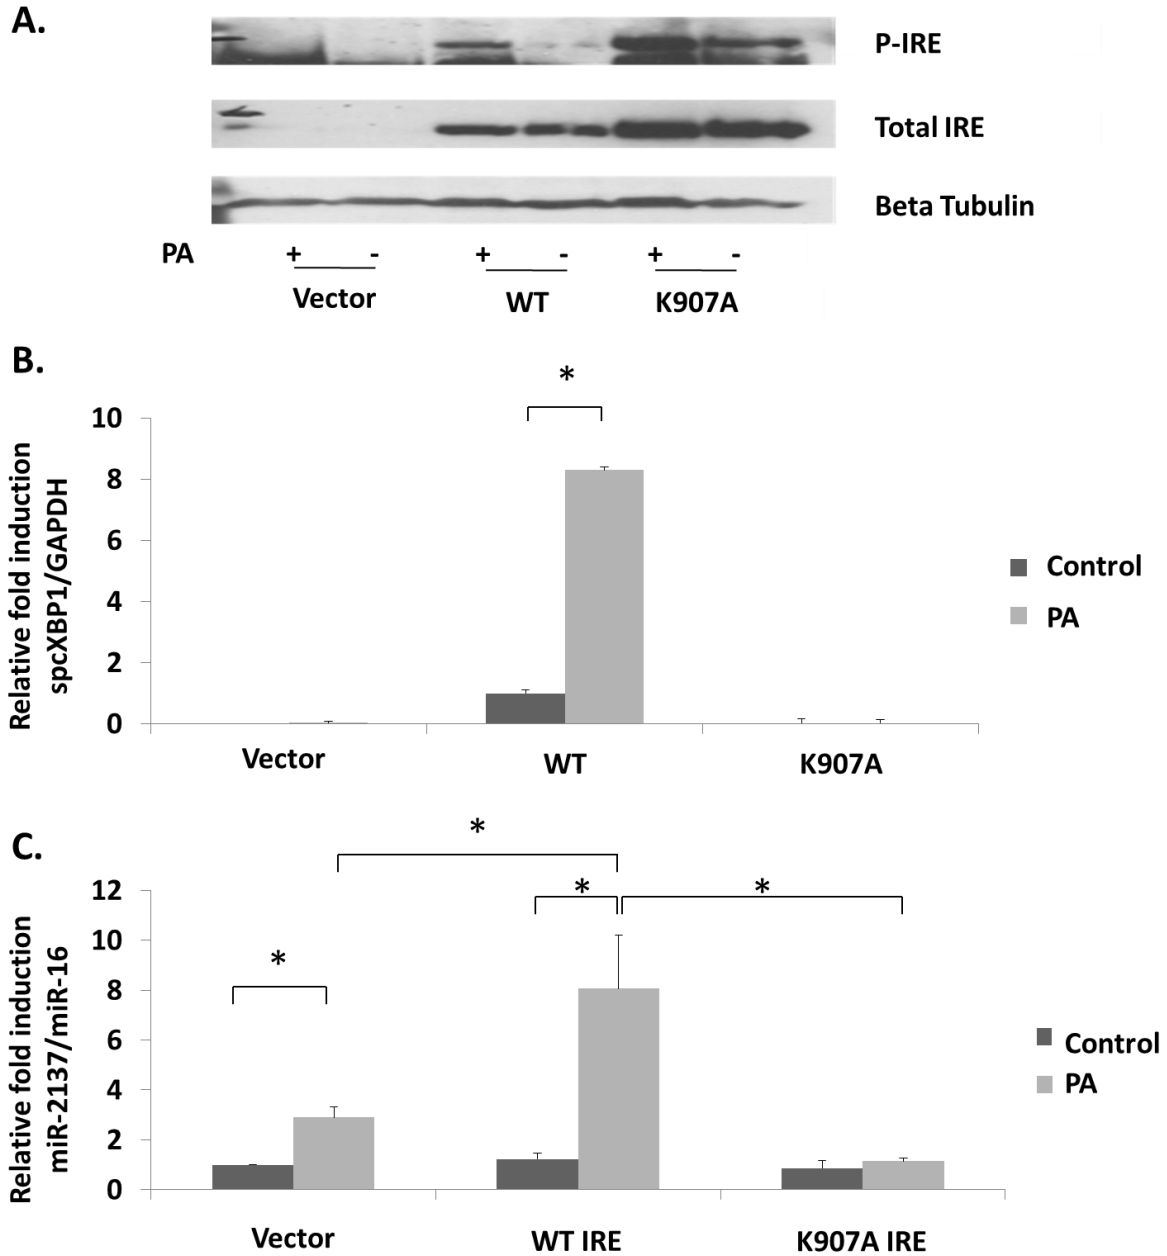 A.
P-IRE
Total IRE
Beta Tubulin
PA + - + - + -
Vector WT K907A
B.
*
Relative fold induction
spcXBP1/GAPDH
10
8
6
4
2
0
Vector WT K907A
Control
PA
C.
*
* *
*
Relative fold induction
miR-2137/miR-16
12
10
8
6
4
2
0
Vector WT IRE K907A IRE
Control
PA